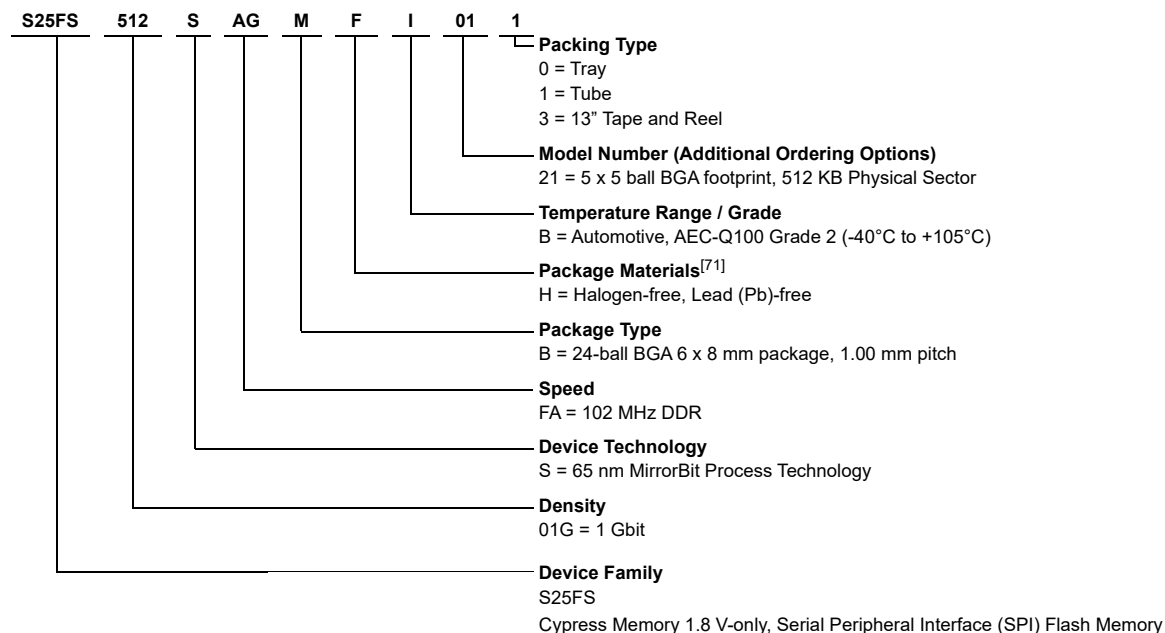 S25FS 512 S AG M F I 01 1
Packing Type
0 = Tray
1 = Tube
3 = 13” Tape and Reel
Model Number (Additional Ordering Options)
21 = 5 x 5 ball BGA footprint, 512 KB Physical Sector
Temperature Range / Grade
B = Automotive, AEC-Q100 Grade 2 (-40°C to +105°C)
Package Materials[71]
H = Halogen-free, Lead (Pb)-free
Package Type
B = 24-ball BGA 6 x 8 mm package, 1.00 mm pitch
Speed
FA = 102 MHz DDR
Device Technology
S = 65 nm MirrorBit Process Technology
Density
01G = 1 Gbit
Device Family
S25FS
Cypress Memory 1.8 V-only, Serial Peripheral Interface (SPI) Flash Memory